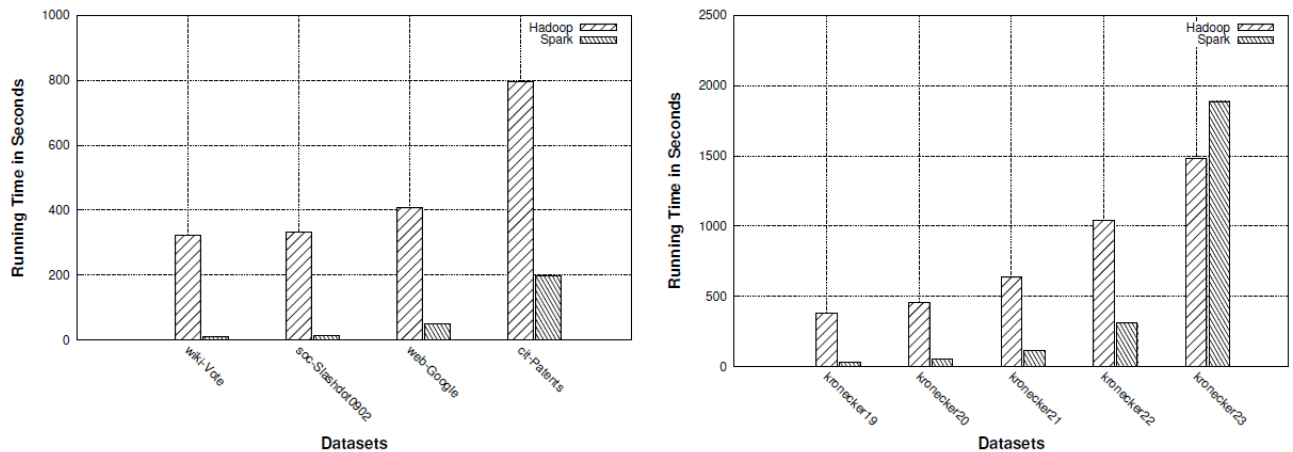 1000
800
600
400
200
0
Running Time in Seconds
Hadoop
Spark
wiki-Vote
soc-Slashdot0902
web-Google
cit-Patents
Datasets
2500
2000
1500
1000
500
0
Running Time in Seconds
Hadoop
Spark
kronecker19
kronecker20
kronecker21
kronecker22
kronecker23
Datasets